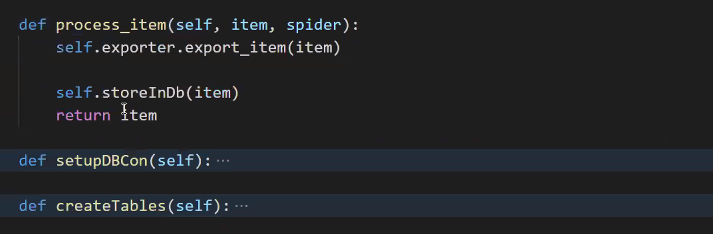 def process_item(self, item, spider):
    self.exporter.export_item(item)
    self.storeInDb(item)
    return item
def setupDBCon(self): ···
def createTables(self): ···